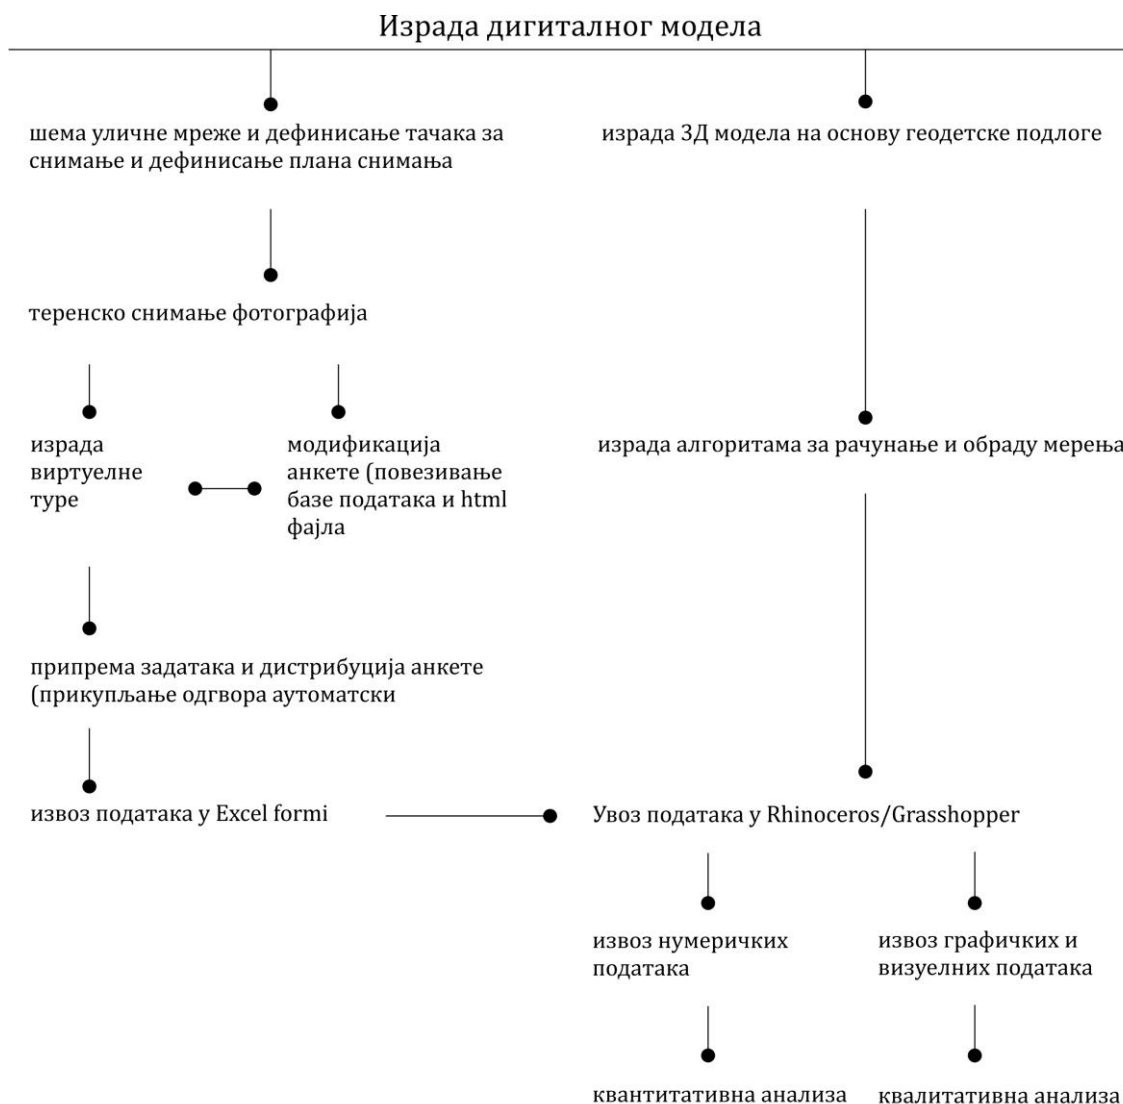 Израда дигиталног модела
шема уличне мреже и дефинисање тачака за
снимање и дефинисање плана снимања
израда 3Д модела на основу геодетске подлоге
теренско снимање фотографија
израда
виртуелне
туре
модификација
анкете (повезивање
базе података и html
фајла
израда алгоритама за рачунање и обраду мерења
припрема задатака и дистрибуција анкете
(прикупљање одгвора аутоматски
извоз података у Excel formi
Увоз података у Rhinoceros/Grasshopper
извоз нумеричких
података
извоз графичких и
визуелних података
квантитативна анализа
квалитативна анализа